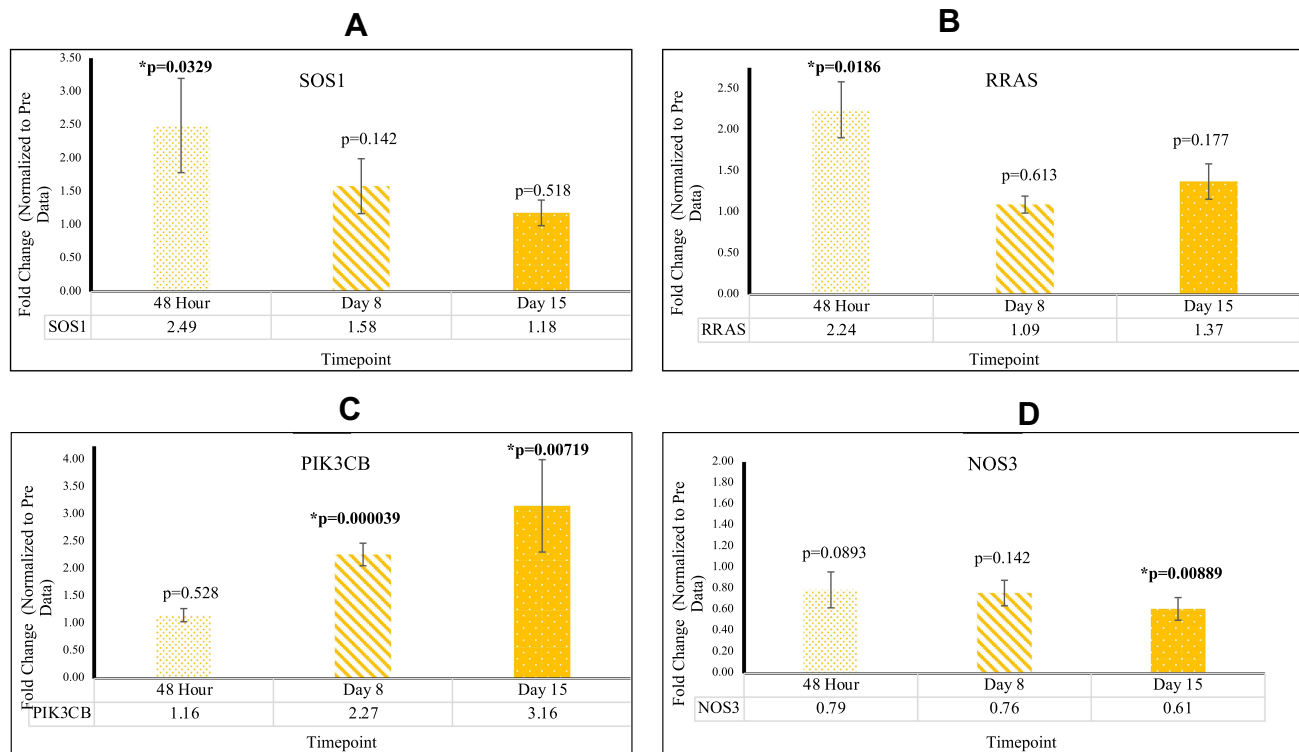 A
SOS1
*p=0.0329
p=0.142
p=0.518
Fold Change (Normalized to Pre
Data)
3.50
3.00
2.50
2.00
1.50
1.00
0.50
0.00
48 Hour Day 8 Day 15
SOS1 2.49 1.58 1.18
Timepoint
B
RRAS
*p=0.0186
p=0.613
p=0.177
Fold Change (Normalized to Pre
Data)
2.50
2.00
1.50
1.00
0.50
0.00
48 Hour Day 8 Day 15
RRAS 2.24 1.09 1.37
Timepoint
C
PIK3CB
p=0.528
*p=0.000039
*p=0.00719
Fold Change (Normalized to Pre
Data)
4.00
3.50
3.00
2.50
2.00
1.50
1.00
0.50
0.00
48 Hour Day 8 Day 15
PIK3CB 1.16 2.27 3.16
Timepoint
D
NOS3
p=0.0893
p=0.142
*p=0.00889
Fold Change (Normalized to Pre
Data)
2.00
1.80
1.60
1.40
1.20
1.00
0.80
0.60
0.40
0.20
0.00
48 Hour Day 8 Day 15
NOS3 0.79 0.76 0.61
Timepoint